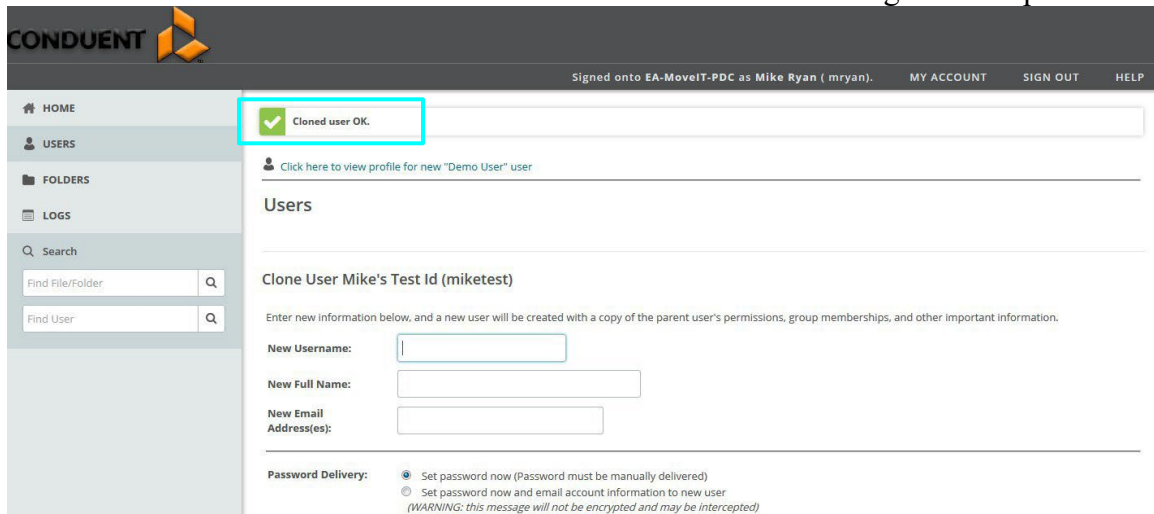 CONDUENT
Signed onto EA-MoveIT-PDC as Mike Ryan ( mryan). MY ACCOUNT SIGN OUT HELP
HOME
USERS
FOLDERS
LOGS
Search
Find File/Folder
Find User
Cloned user OK.
Click here to view profile for new "Demo User" user
Users
Clone User Mike's Test Id (miketest)
Enter new information below, and a new user will be created with a copy of the parent user's permissions, group memberships, and other important information.
New Username:
New Full Name:
New Email
Address(es):
Password Delivery: Set password now (Password must be manually delivered)
Set password now and email account information to new user
(WARNING: this message will not be encrypted and may be intercepted)